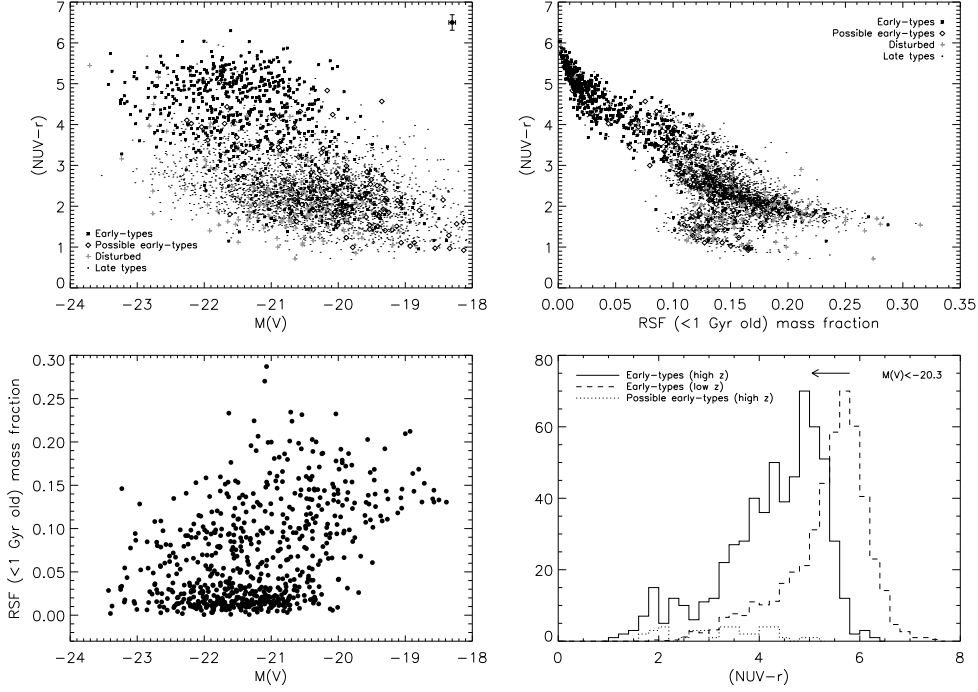 7
6
5
4
3
2
1
0
(NUV−r)
Early−types
Possible early−types
Disturbed
Late types
−24 −23 −22 −21 −20 −19 −18
M(V)
7
6
5
4
3
2
1
0
(NUV−r)
Early−types
Possible early−types
Disturbed
Late types
0.00 0.05 0.10 0.15 0.20 0.25 0.30 0.35
RSF (<1 Gyr old) mass fraction
0.30
0.25
0.20
0.15
0.10
0.05
0.00
RSF (<1 Gyr old) mass fraction
−24 −23 −22 −21 −20 −19 −18
M(V)
80
60
40
20
0
Early−types (high z)
Early−types (low z)
Possible early−types (high z)
M(V)<−20.3
0 2 4 6 8
(NUV−r)